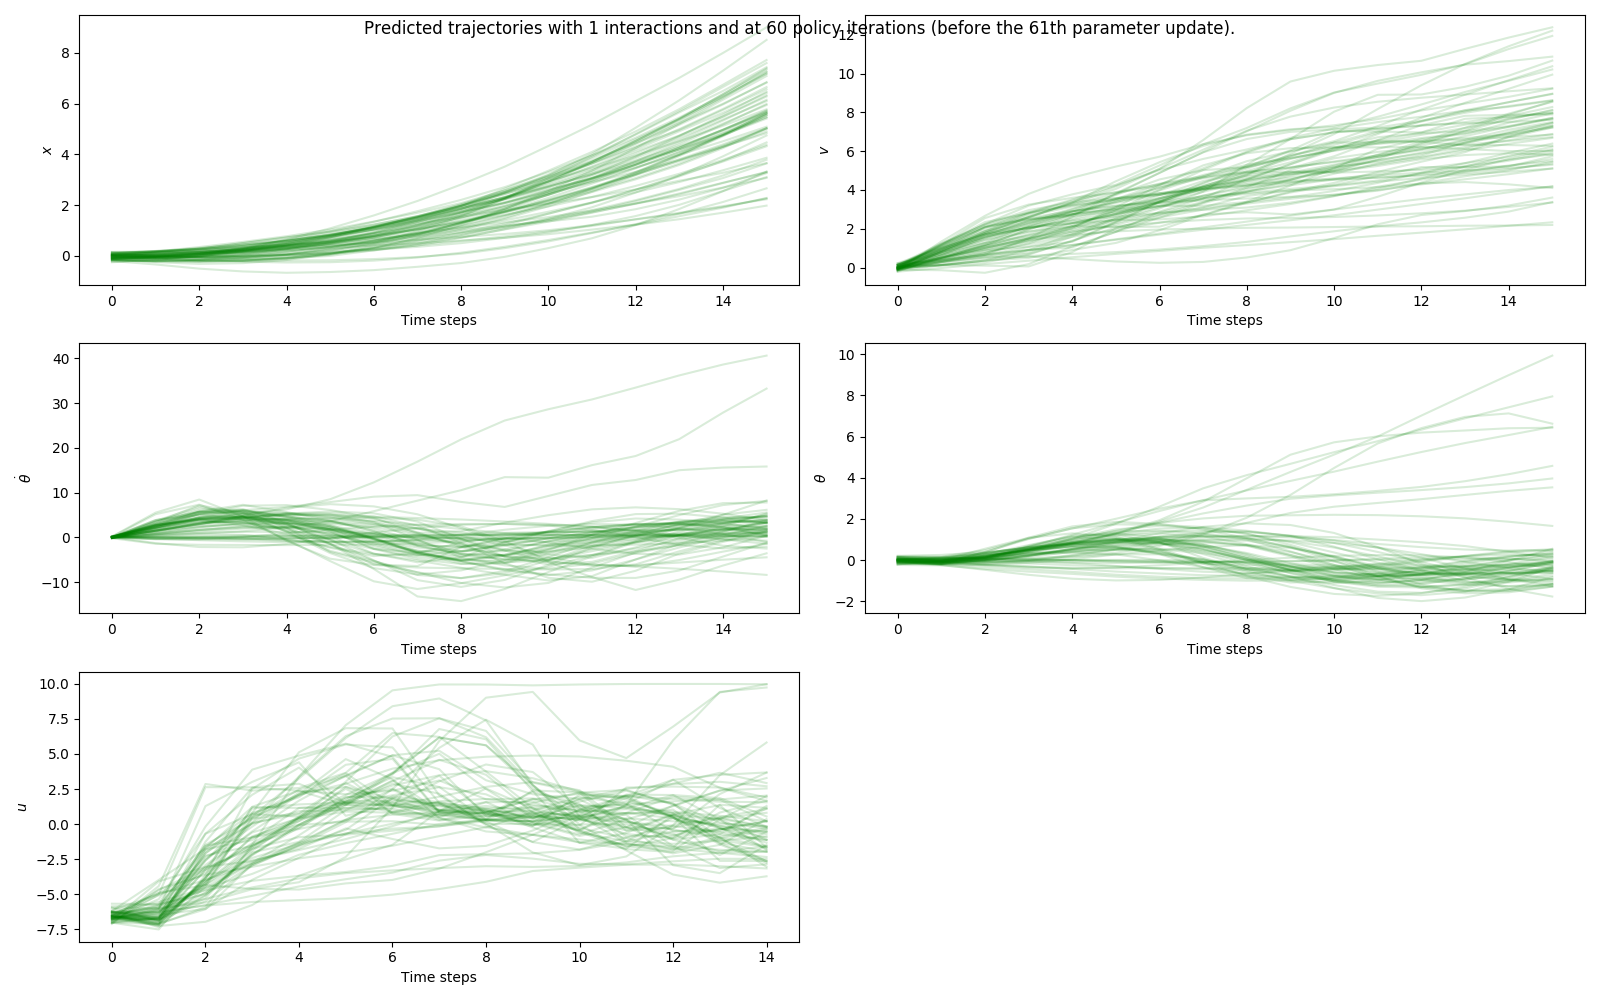 Predicted trajectories with 1 interactions and at 60 policy iterations (before the 61th parameter update).
8
6
4
2
0
x
0 2 4 6 8 10 12 14
Time steps
12
10
8
6
4
2
0
v
0 2 4 6 8 10 12 14
Time steps
40
30
20
10
0
−10
θ̇
0 2 4 6 8 10 12 14
Time steps
10
8
6
4
2
0
−2
θ
0 2 4 6 8 10 12 14
Time steps
10.0
7.5
5.0
2.5
0.0
−2.5
−5.0
−7.5
u
0 2 4 6 8 10 12 14
Time steps